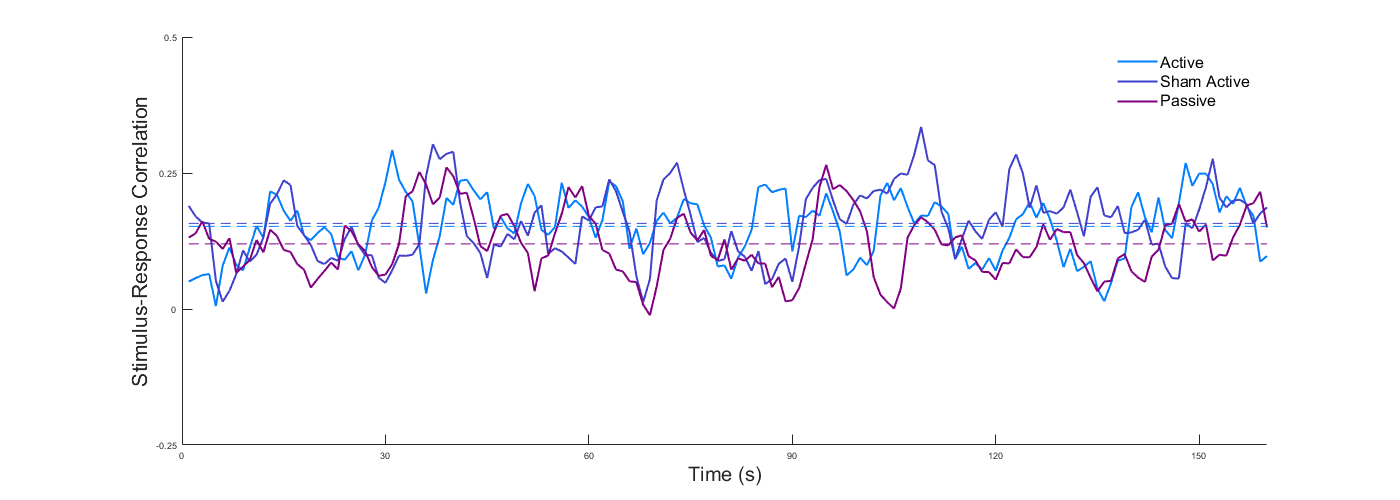 0.5
Active
Sham Active
Passive
0.25
Stimulus-Response Correlation
0
-0.25
0 30 60 90 120 150
Time (s)